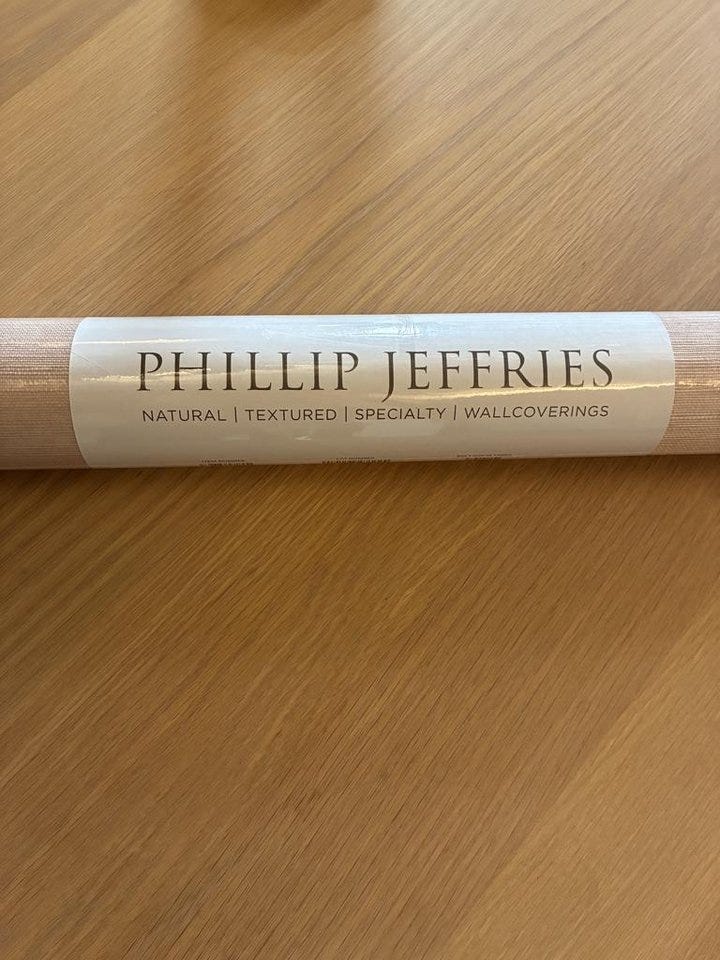 PHILLIP JEFFRIES
NATURAL | TEXTURED | SPECIALTY | WALLCOVERINGS